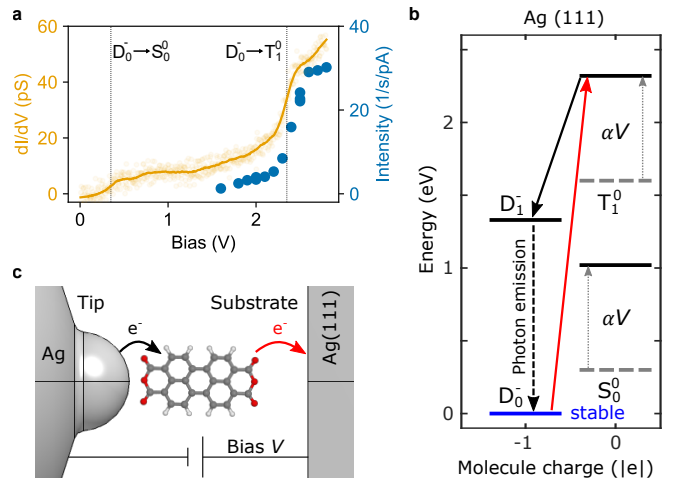 a
60
40
20
0
dI/dV (pS)
D₀⁻→S₀⁰
D₀⁻→T₁⁰
40
20
0
Intensity (1/s/pA)
0
1
2
Bias (V)
b
Ag (111)
2
1
0
Energy (eV)
αV
T₁⁰
D₁⁻
Photon emission
αV
S₀⁰
D₀⁻
stable
-1
0
Molecule charge (|e|)
c
Tip
Substrate
e⁻
e⁻
Ag
Ag(111)
Bias V